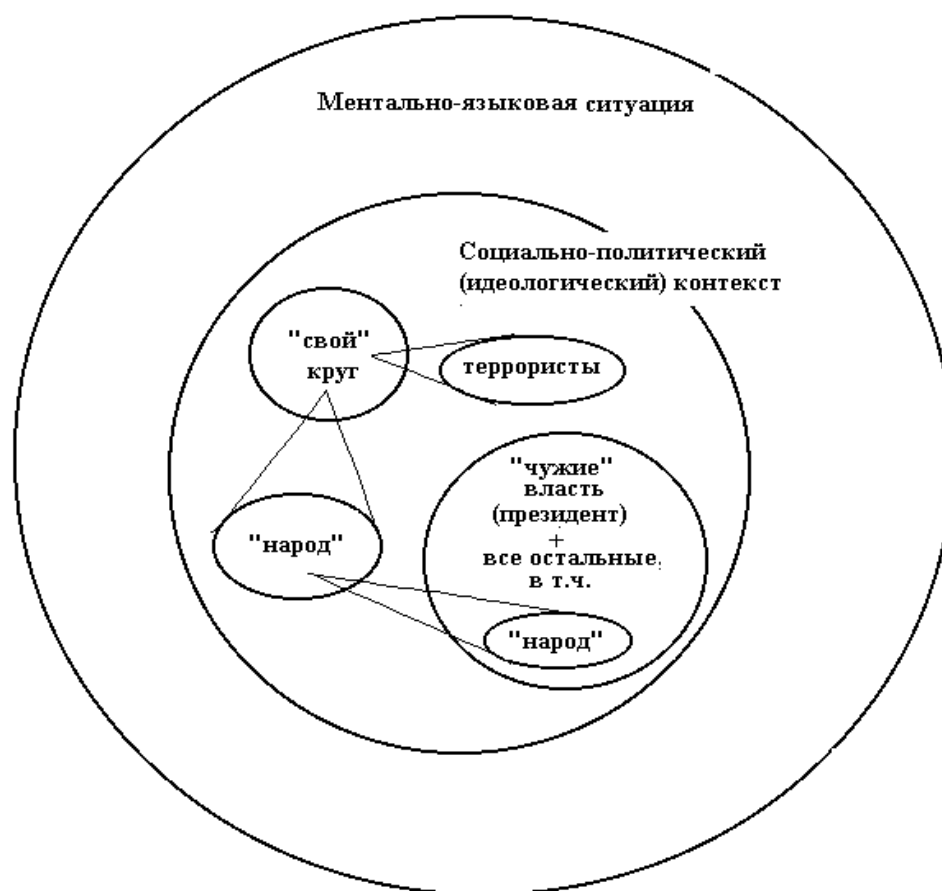 Ментально-языковая ситуация
Социально-политический
(идеологический) контекст
"свой"
круг
террористы
"чужие"
власть
(президент)
+
все остальные,
в т.ч.
"народ"
"народ"